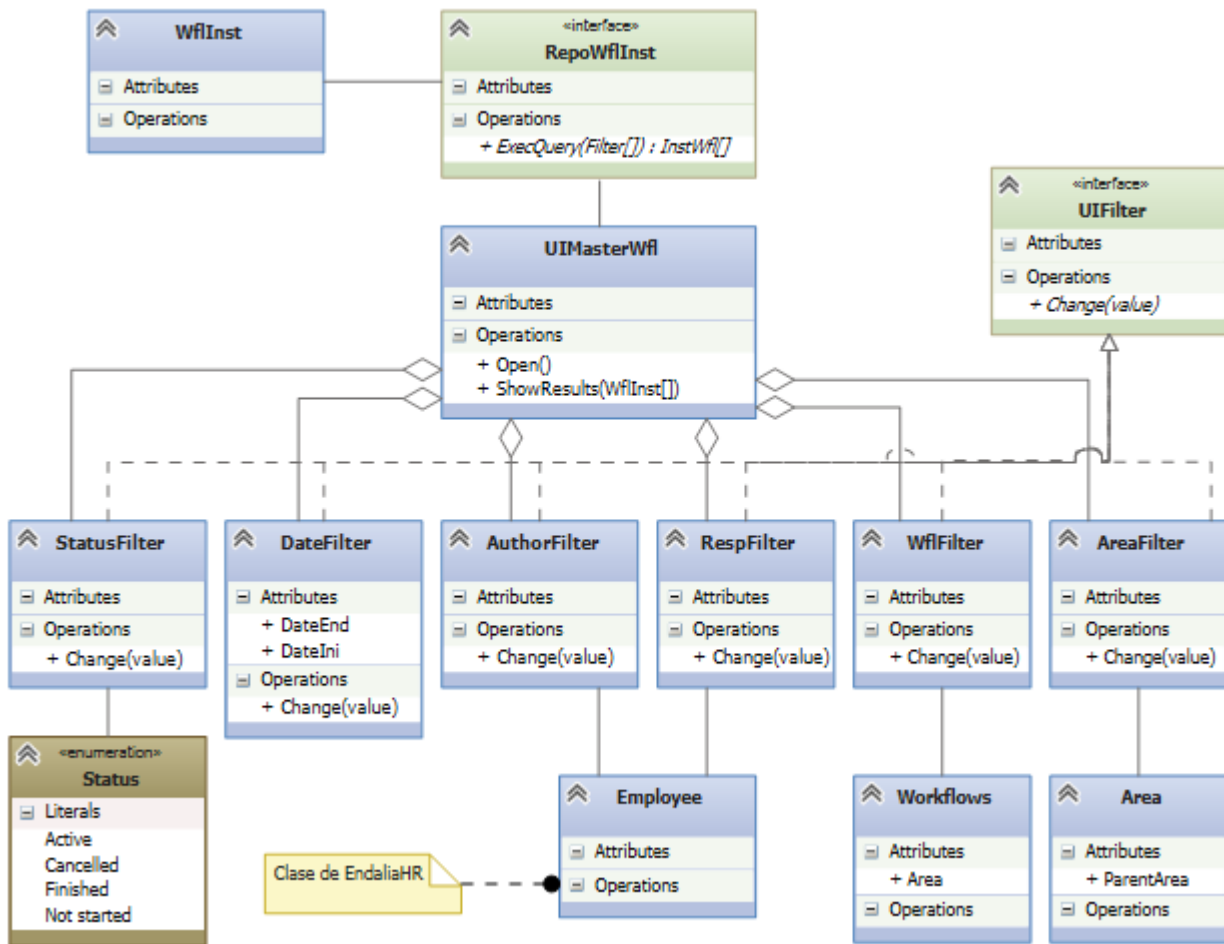 WflInst
Attributes
Operations
«interface»
RepoWflInst
Attributes
Operations
+ ExecQuery(Filter[]) : InstWfl[]
«interface»
UIFilter
Attributes
Operations
+ Change(value)
UIMasterWfl
Attributes
Operations
+ Open()
+ ShowResults(WflInst[])
StatusFilter
Attributes
Operations
+ Change(value)
DateFilter
Attributes
+ DateEnd
+ DateIni
Operations
+ Change(value)
AuthorFilter
Attributes
Operations
+ Change(value)
RespFilter
Attributes
Operations
+ Change(value)
WflFilter
Attributes
Operations
+ Change(value)
AreaFilter
Attributes
Operations
+ Change(value)
«enumeration»
Status
Literals
Active
Cancelled
Finished
Not started
Clase de EndaliaHR
Employee
Attributes
Operations
Workflows
Attributes
+ Area
Operations
Area
Attributes
+ ParentArea
Operations